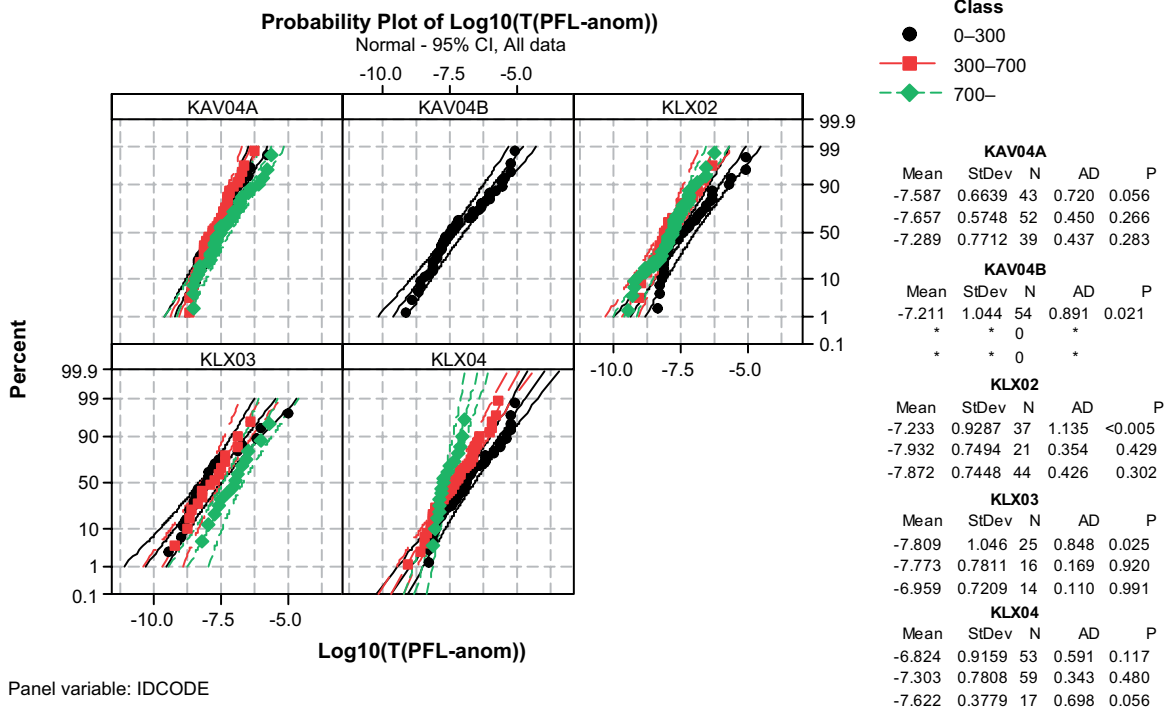 Probability Plot of Log10(T(PFL-anom))
Normal - 95% CI, All data
-10.0 -7.5 -5.0
KAV04A KAV04B KLX02
99.9
99
90
50
10
1
0.1
-10.0 -7.5 -5.0
KLX03 KLX04
99.9
99
90
50
10
1
0.1
-10.0 -7.5 -5.0
Percent
Log10(T(PFL-anom))
Panel variable: IDCODE
Class
0–300
300–700
700–
KAV04A
Mean StDev N AD P
-7.587 0.6639 43 0.720 0.056
-7.657 0.5748 52 0.450 0.266
-7.289 0.7712 39 0.437 0.283
KAV04B
Mean StDev N AD P
-7.211 1.044 54 0.891 0.021
* * 0 *
* * 0 *
KLX02
Mean StDev N AD P
-7.233 0.9287 37 1.135 <0.005
-7.932 0.7494 21 0.354 0.429
-7.872 0.7448 44 0.426 0.302
KLX03
Mean StDev N AD P
-7.809 1.046 25 0.848 0.025
-7.773 0.7811 16 0.169 0.920
-6.959 0.7209 14 0.110 0.991
KLX04
Mean StDev N AD P
-6.824 0.9159 53 0.591 0.117
-7.303 0.7808 59 0.343 0.480
-7.622 0.3779 17 0.698 0.056